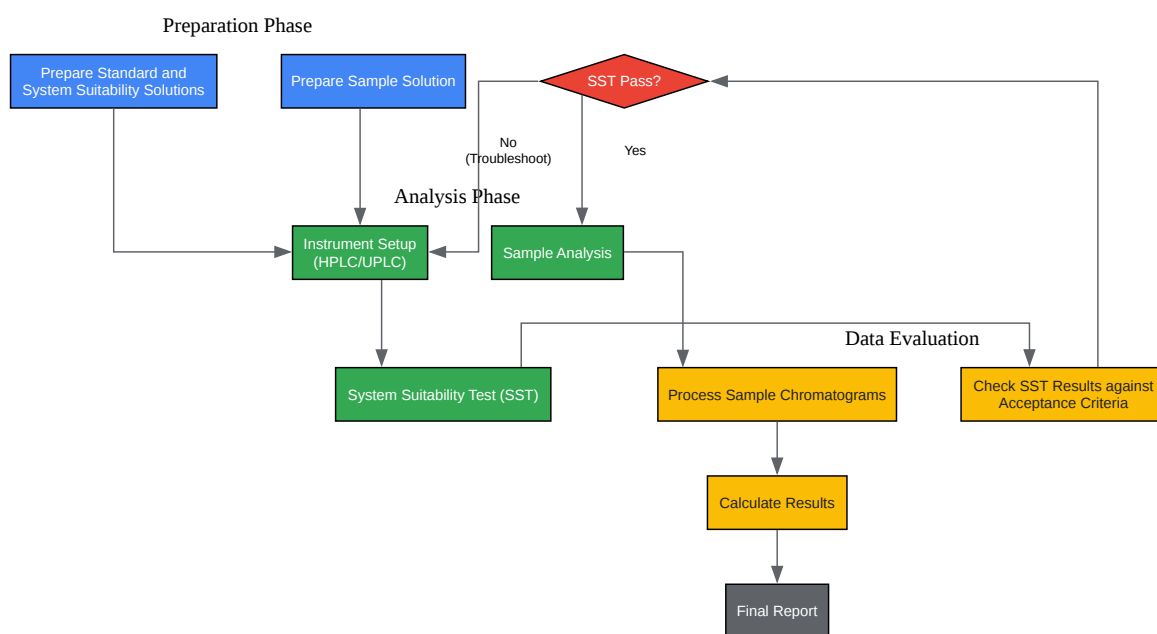 Preparation Phase
Prepare Standard and
System Suitability Solutions
Prepare Sample Solution
SST Pass?
No
(Troubleshoot)
Yes
Analysis Phase
Instrument Setup
(HPLC/UPLC)
Sample Analysis
Data Evaluation
System Suitability Test (SST)
Process Sample Chromatograms
Check SST Results against
Acceptance Criteria
Calculate Results
Final Report